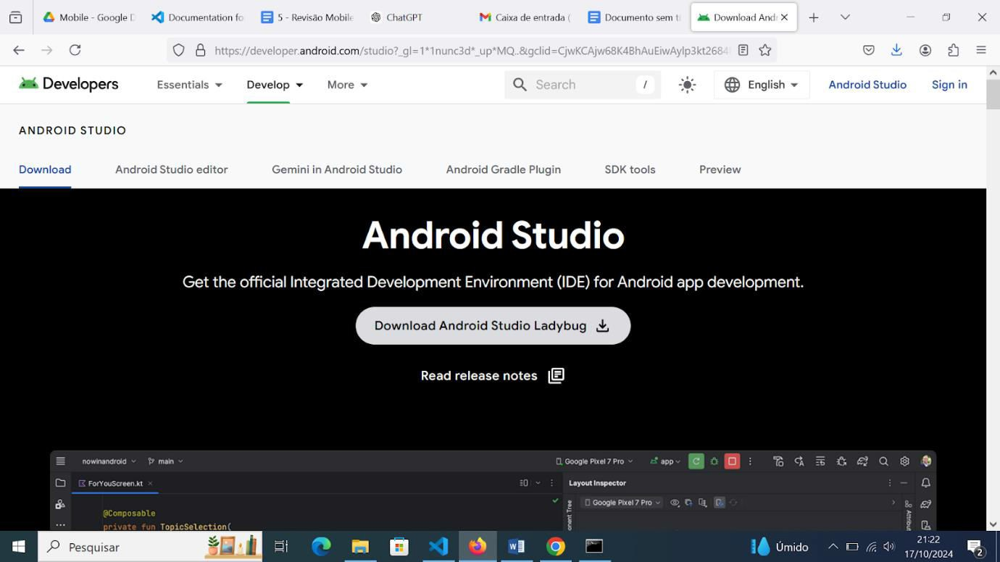 Mobile - Google D
Documentation fo
5 - Revisão Mobile
ChatGPT
Caixa de entrada (
Documento sem tí
Download Andr
https://developer.android.com/studio?_gl=1*1nunc3d*_up*MQ..&gclid=CjwKCAjw68K4BhAuEiwAylp3kt2684
Developers
Essentials
Develop
More
Search
/
English
Android Studio
Sign in
ANDROID STUDIO
Download
Android Studio editor
Gemini in Android Studio
Android Gradle Plugin
SDK tools
Preview
Android Studio
Get the official Integrated Development Environment (IDE) for Android app development.
Download Android Studio Ladybug
Read release notes
nowinandroid
main
Google Pixel 7 Pro
app
ForYouScreen.kt
Layout Inspector
Google Pixel 7 Pro
@Composable
private fun TopicSelection(
ponent Tree
Attribut
Pesquisar
Úmido
21:22
17/10/2024
2